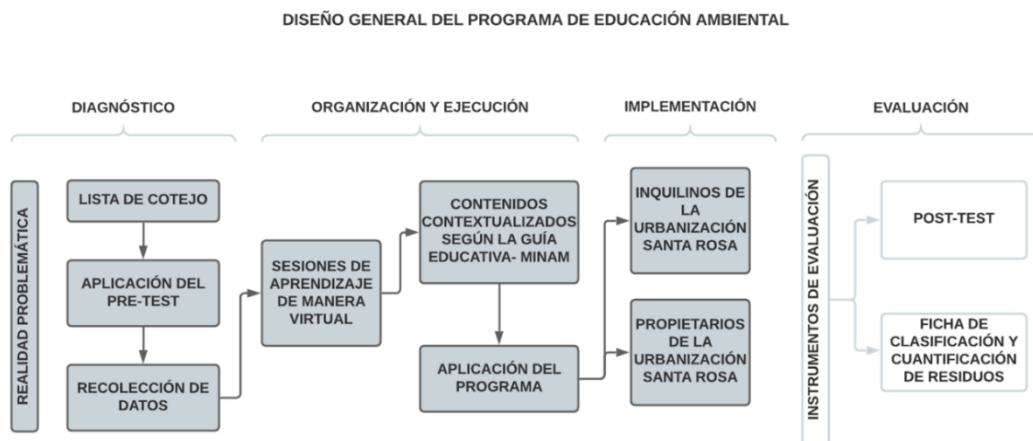 DISEÑO GENERAL DEL PROGRAMA DE EDUCACIÓN AMBIENTAL
DIAGNÓSTICO
ORGANIZACIÓN Y EJECUCIÓN
IMPLEMENTACIÓN
EVALUACIÓN
REALIDAD PROBLEMÁTICA
LISTA DE COTEJO
APLICACIÓN DEL
PRE-TEST
RECOLECCIÓN DE
DATOS
SESIONES DE
APRENDIZAJE
DE MANERA
VIRTUAL
CONTENIDOS
CONTEXTUALIZADOS
SEGÚN LA GUÍA
EDUCATIVA- MINAM
APLICACIÓN DEL
PROGRAMA
INQUILINOS DE
LA
URBANIZACIÓN
SANTA ROSA
PROPIETARIOS
DE LA
URBANIZACIÓN
SANTA ROSA
INSTRUMENTOS DE EVALUACIÓN
POST-TEST
FICHA DE
CLASIFICACIÓN Y
CUANTIFICACIÓN
DE RESIDUOS